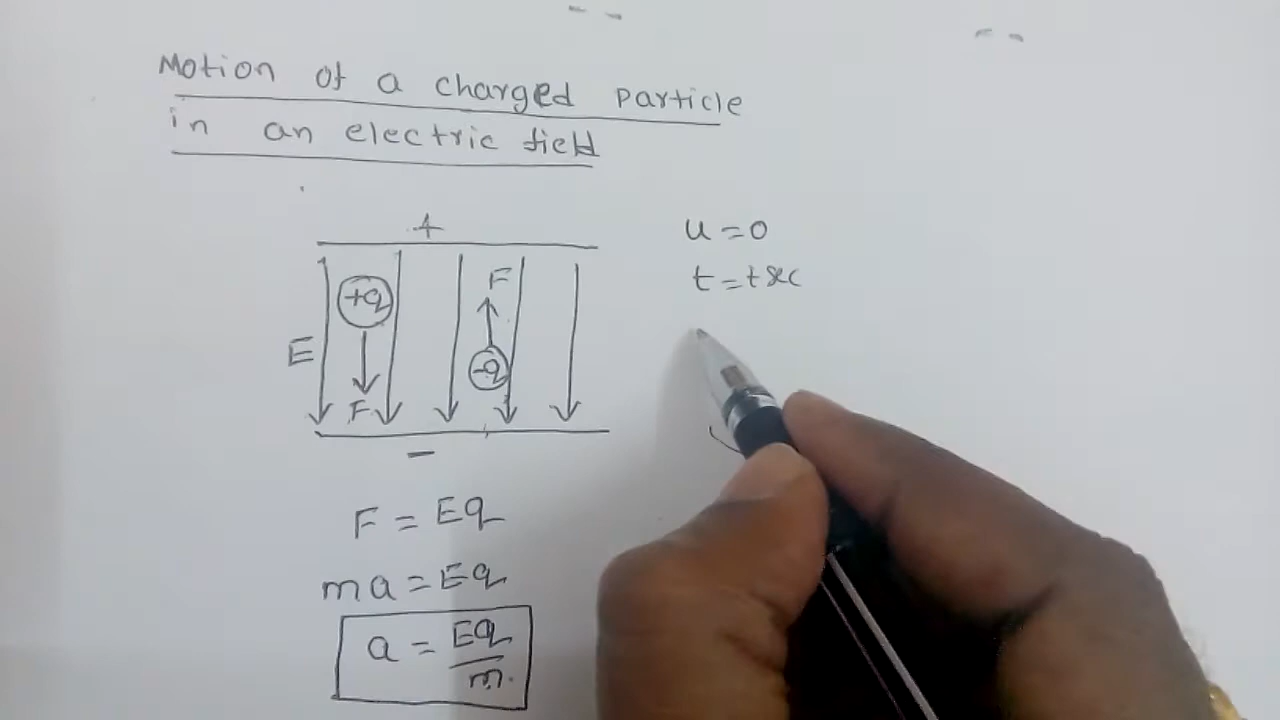 Motion of a charged particle
in an electric field
+
+q
F
E
-q
F
-
u = 0
t = t sec
F = Eq
ma = Eq
a = Eq/m